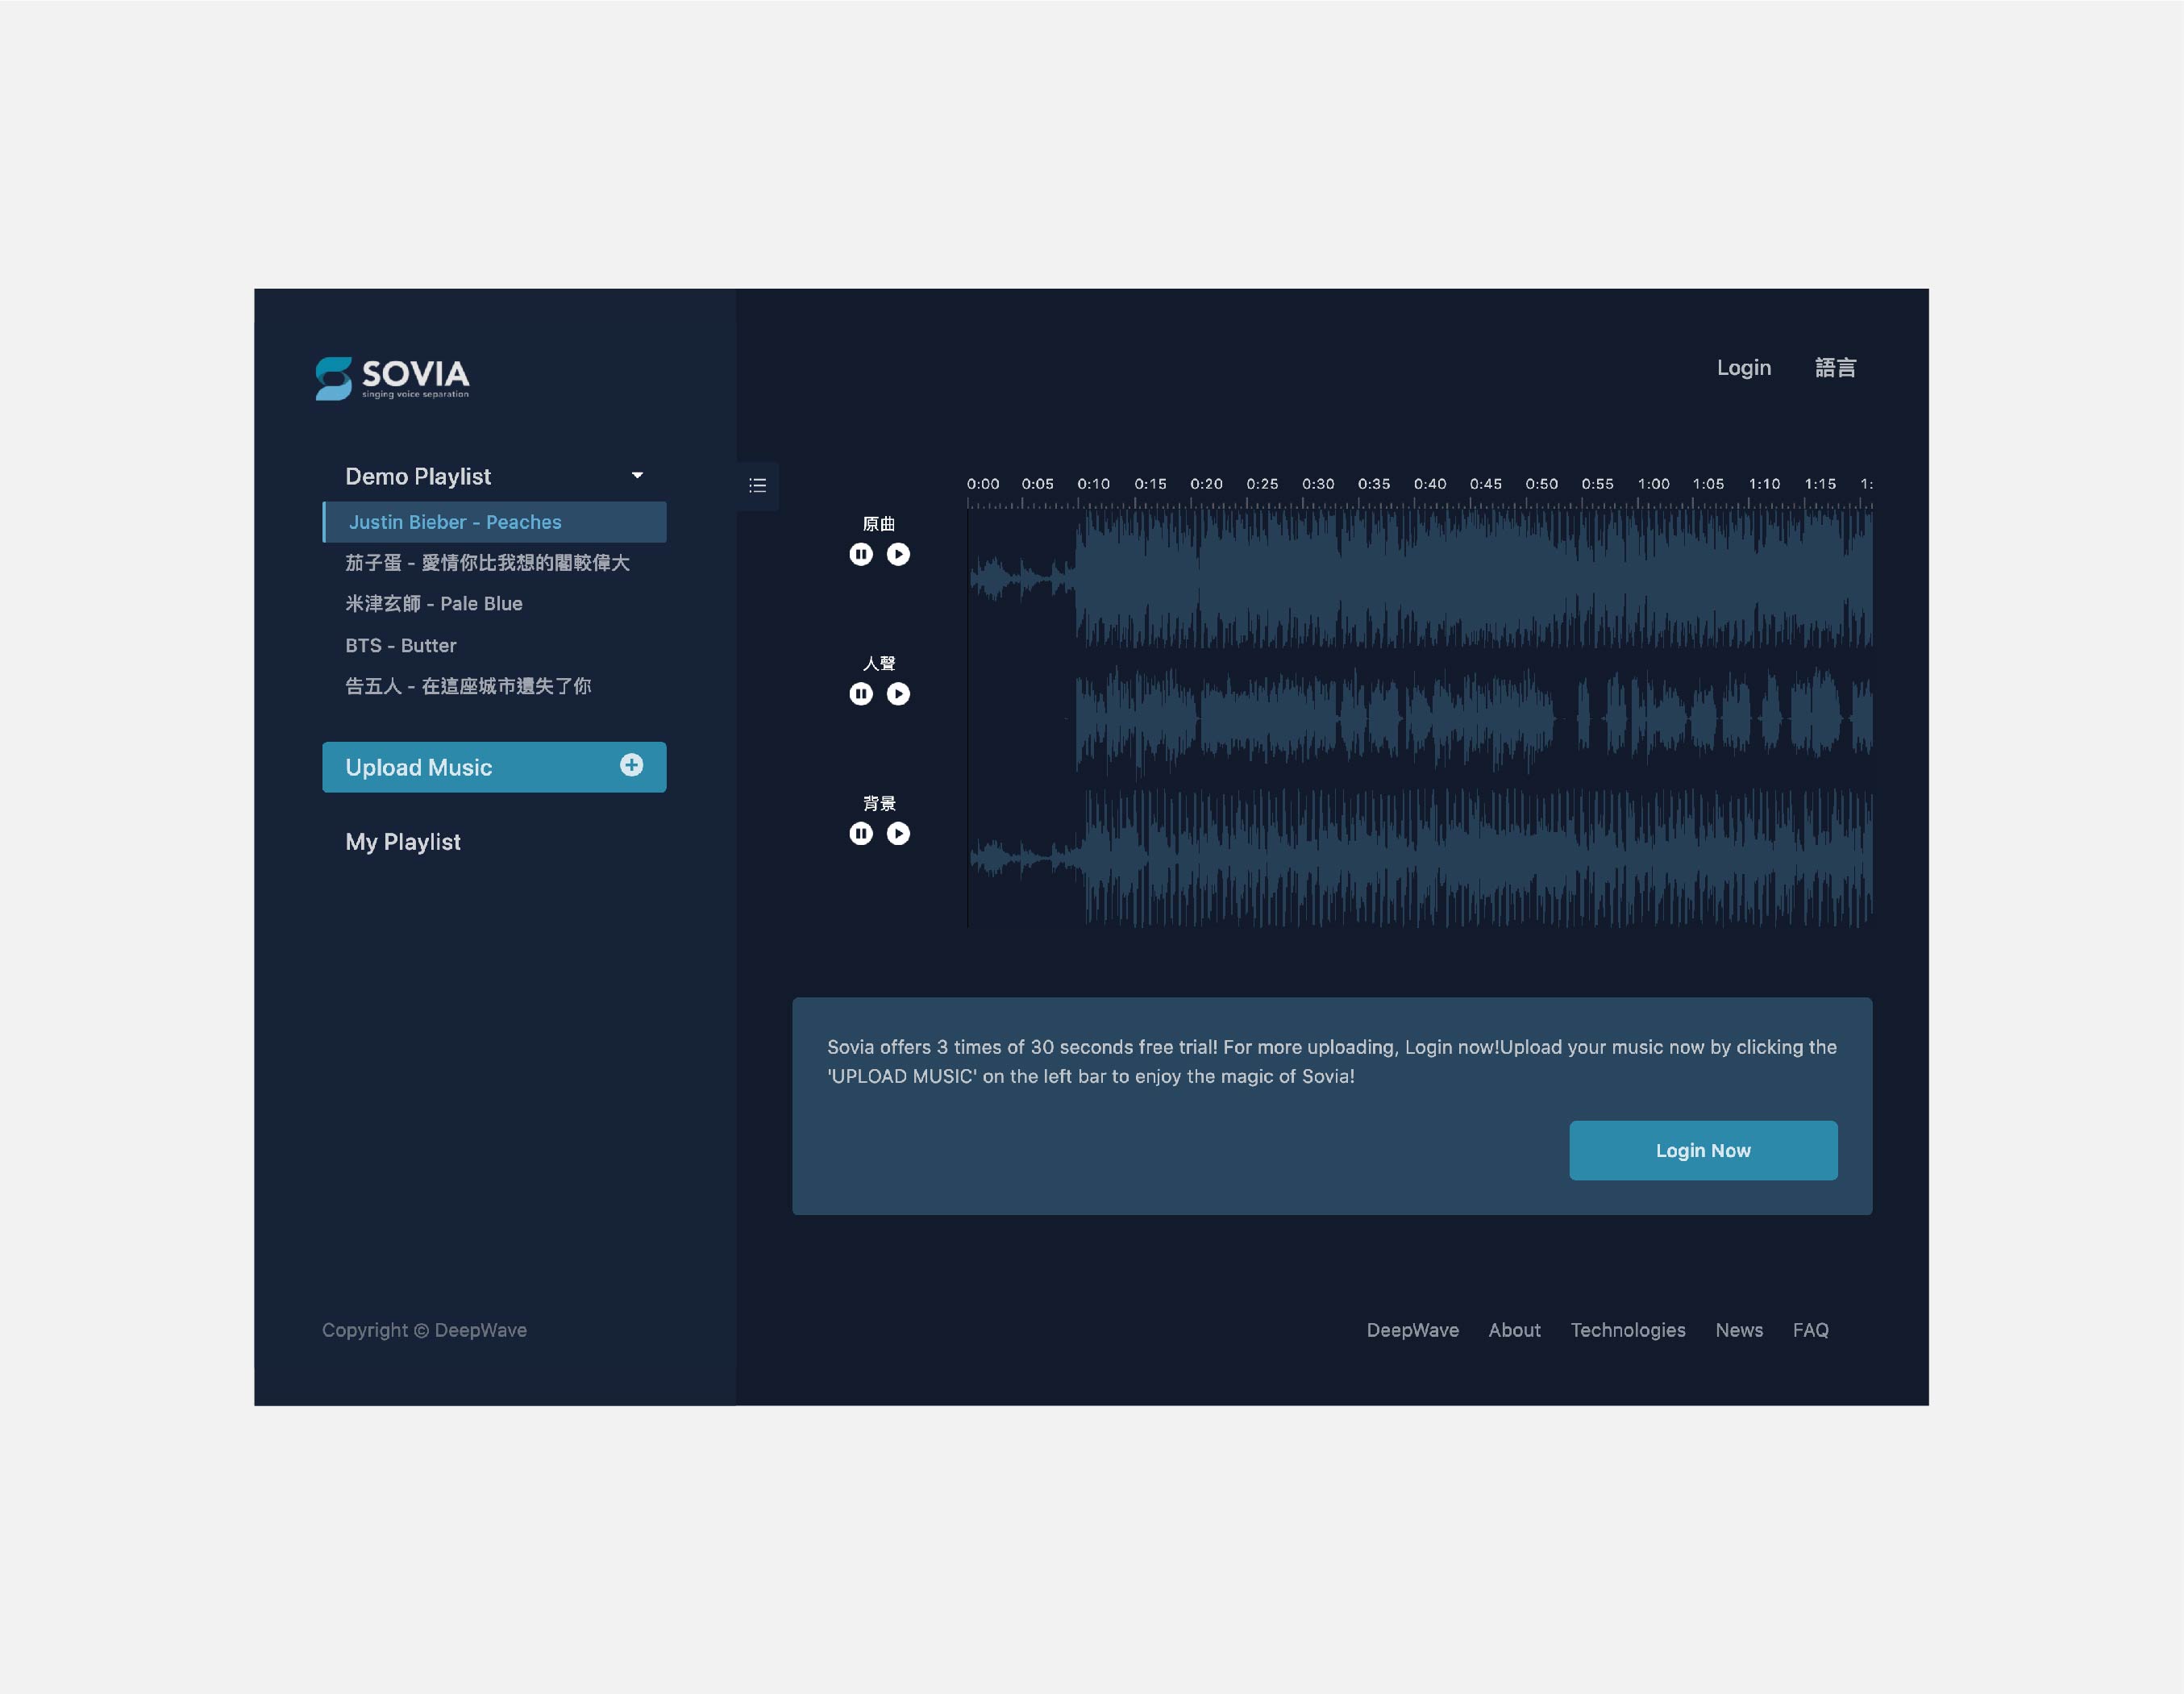 SOVIA
singing voice separation
Login 語言
Demo Playlist
Justin Bieber - Peaches
茄子蛋 - 愛情你比我想的閣較偉大
米津玄師 - Pale Blue
BTS - Butter
告五人 - 在這座城市遺失了你
Upload Music
My Playlist
0:00 0:05 0:10 0:15 0:20 0:25 0:30 0:35 0:40 0:45 0:50 0:55 1:00 1:05 1:10 1:15 1:
原曲
人聲
背景
Sovia offers 3 times of 30 seconds free trial! For more uploading, Login now!Upload your music now by clicking the
'UPLOAD MUSIC' on the left bar to enjoy the magic of Sovia!
Login Now
Copyright © DeepWave
DeepWave About Technologies News FAQ